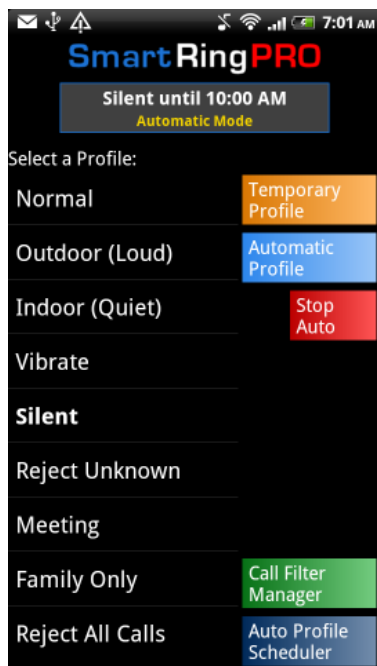 7:01 AM
SmartRingPRO
Silent until 10:00 AM
Automatic Mode
Select a Profile:
Normal
Temporary
Profile
Outdoor (Loud)
Automatic
Profile
Indoor (Quiet)
Stop
Auto
Vibrate
Silent
Reject Unknown
Meeting
Family Only
Call Filter
Manager
Reject All Calls
Auto Profile
Scheduler